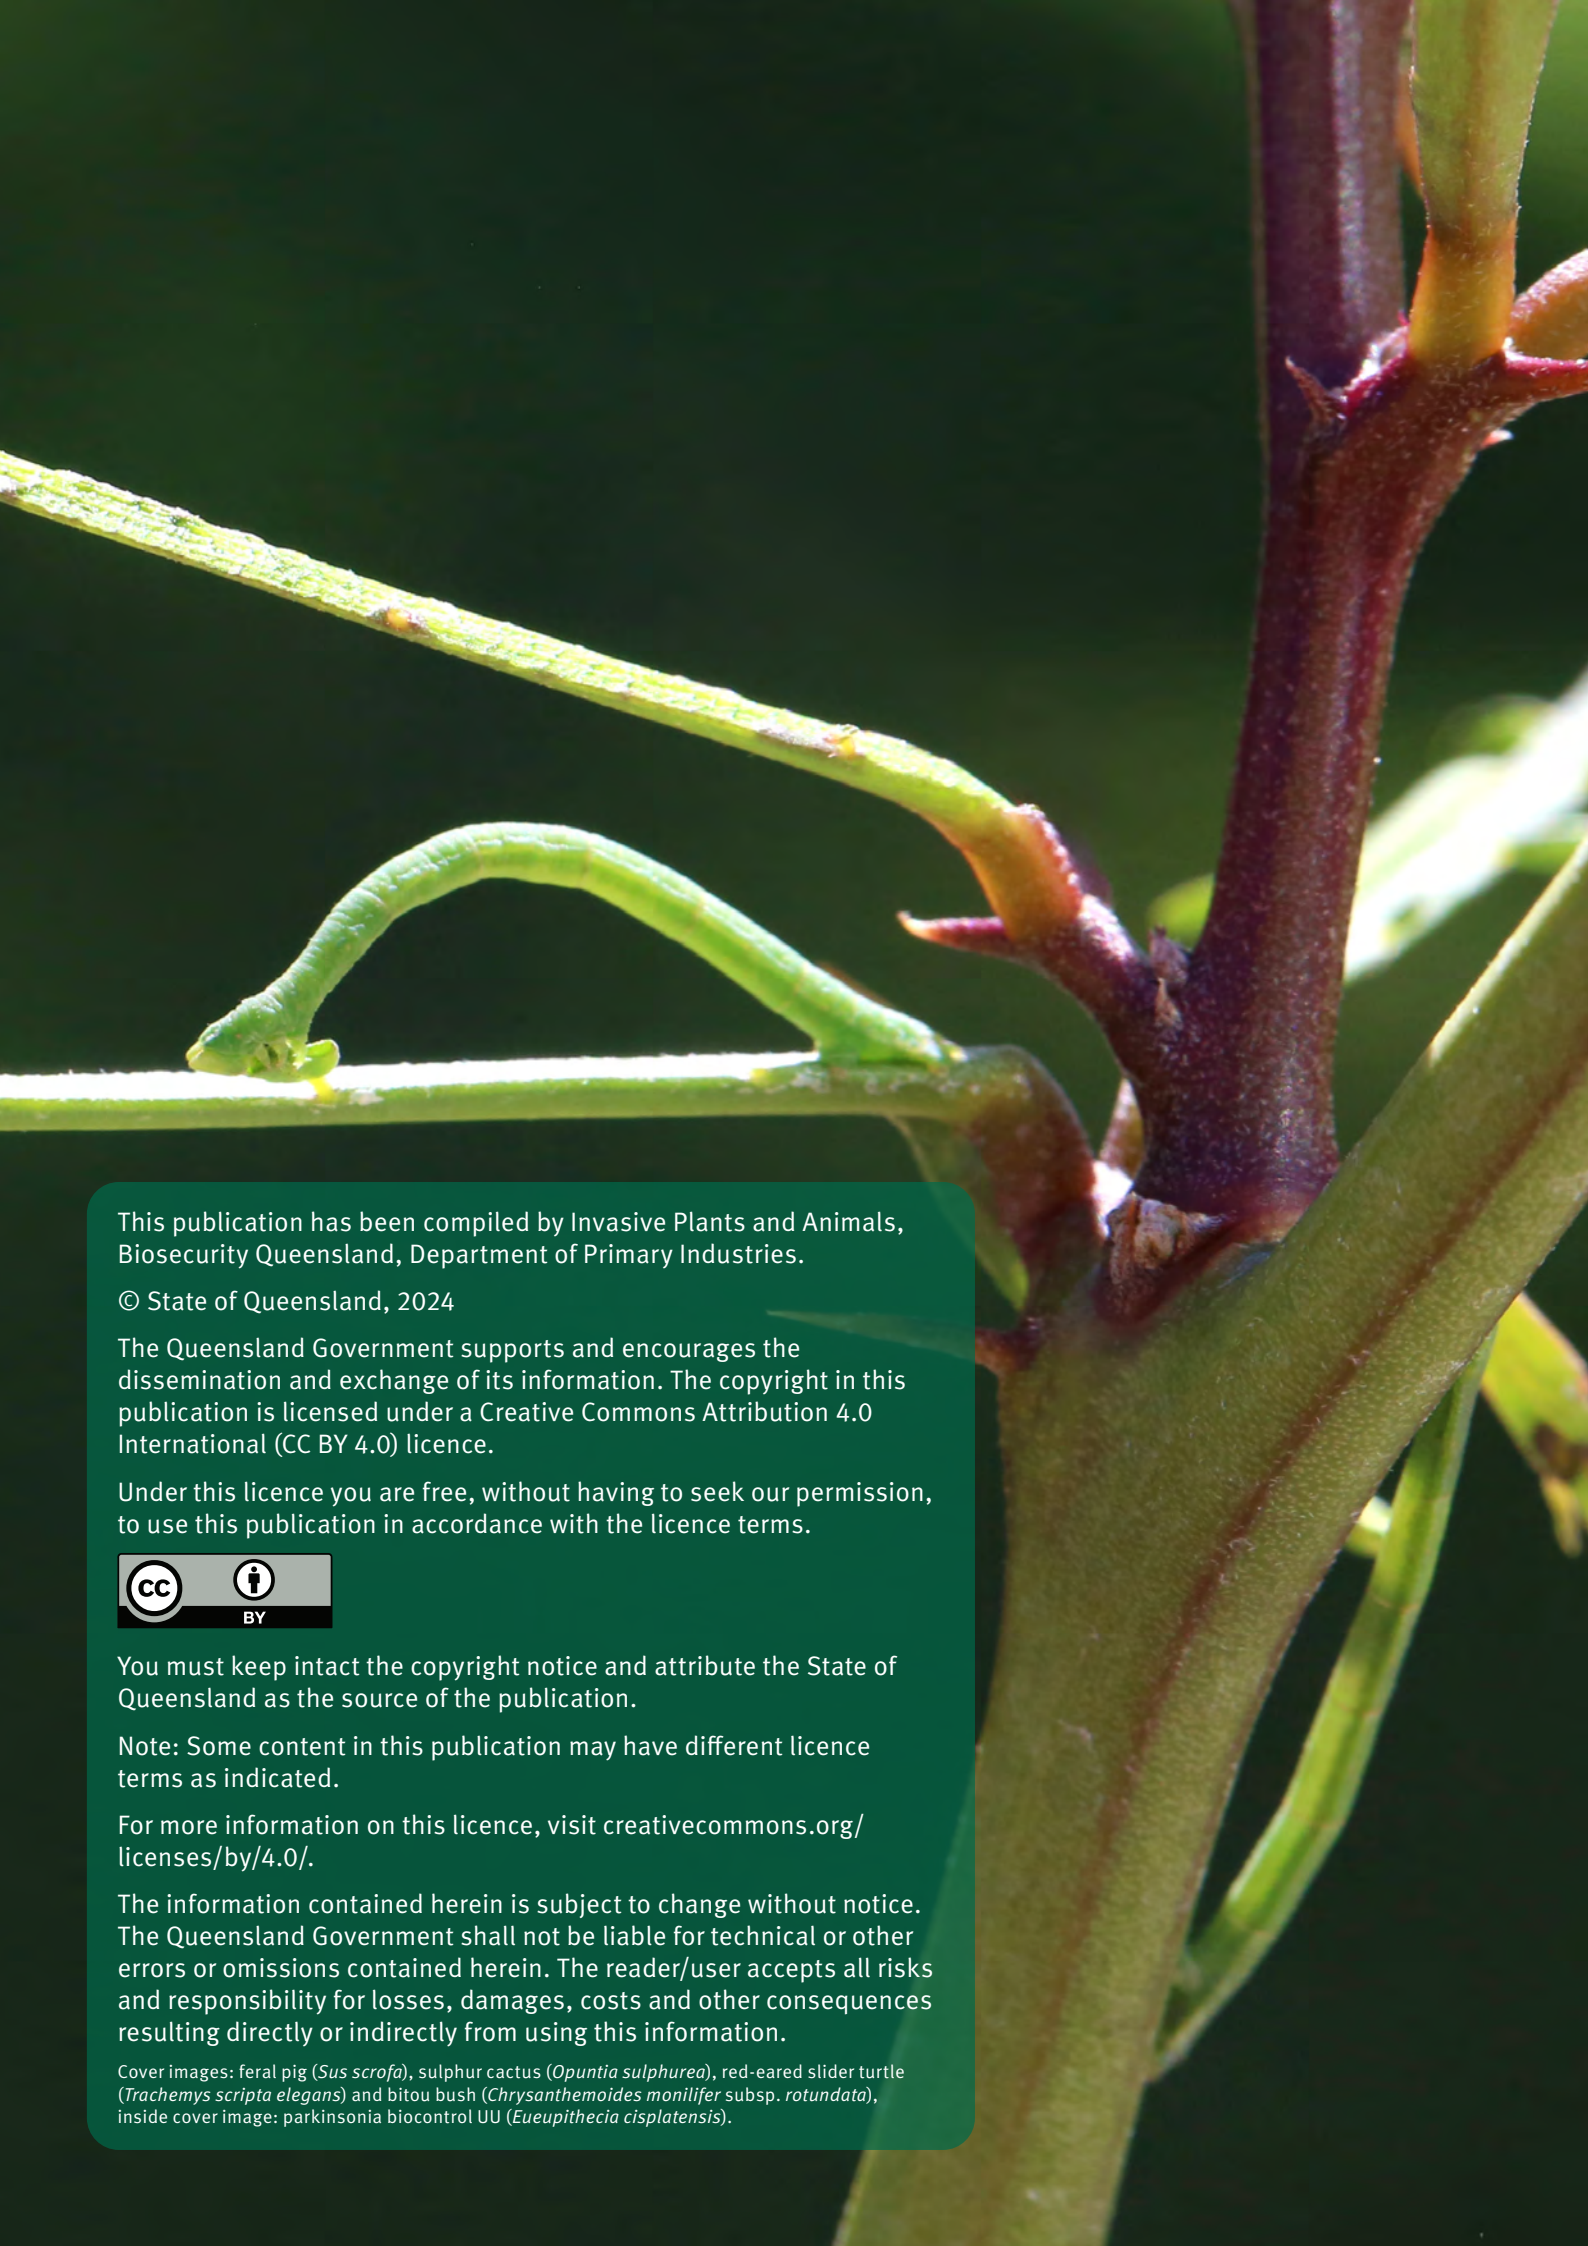 This publication has been compiled by Invasive Plants and Animals,
Biosecurity Queensland, Department of Primary Industries.
© State of Queensland, 2024
The Queensland Government supports and encourages the
dissemination and exchange of its information. The copyright in this
publication is licensed under a Creative Commons Attribution 4.0
International (CC BY 4.0) licence.
Under this licence you are free, without having to seek our permission,
to use this publication in accordance with the licence terms.
CC
BY
You must keep intact the copyright notice and attribute the State of
Queensland as the source of the publication.
Note: Some content in this publication may have different licence
terms as indicated.
For more information on this licence, visit creativecommons.org/
licenses/by/4.0/.
The information contained herein is subject to change without notice.
The Queensland Government shall not be liable for technical or other
errors or omissions contained herein. The reader/user accepts all risks
and responsibility for losses, damages, costs and other consequences
resulting directly or indirectly from using this information.
Cover images: feral pig (Sus scrofa), sulphur cactus (Opuntia sulphurea), red-eared slider turtle
(Trachemys scripta elegans) and bitou bush (Chrysanthemoides monilifer subsp. rotundata),
inside cover image: parkinsonia biocontrol UU (Eueupithecia cisplatensis).